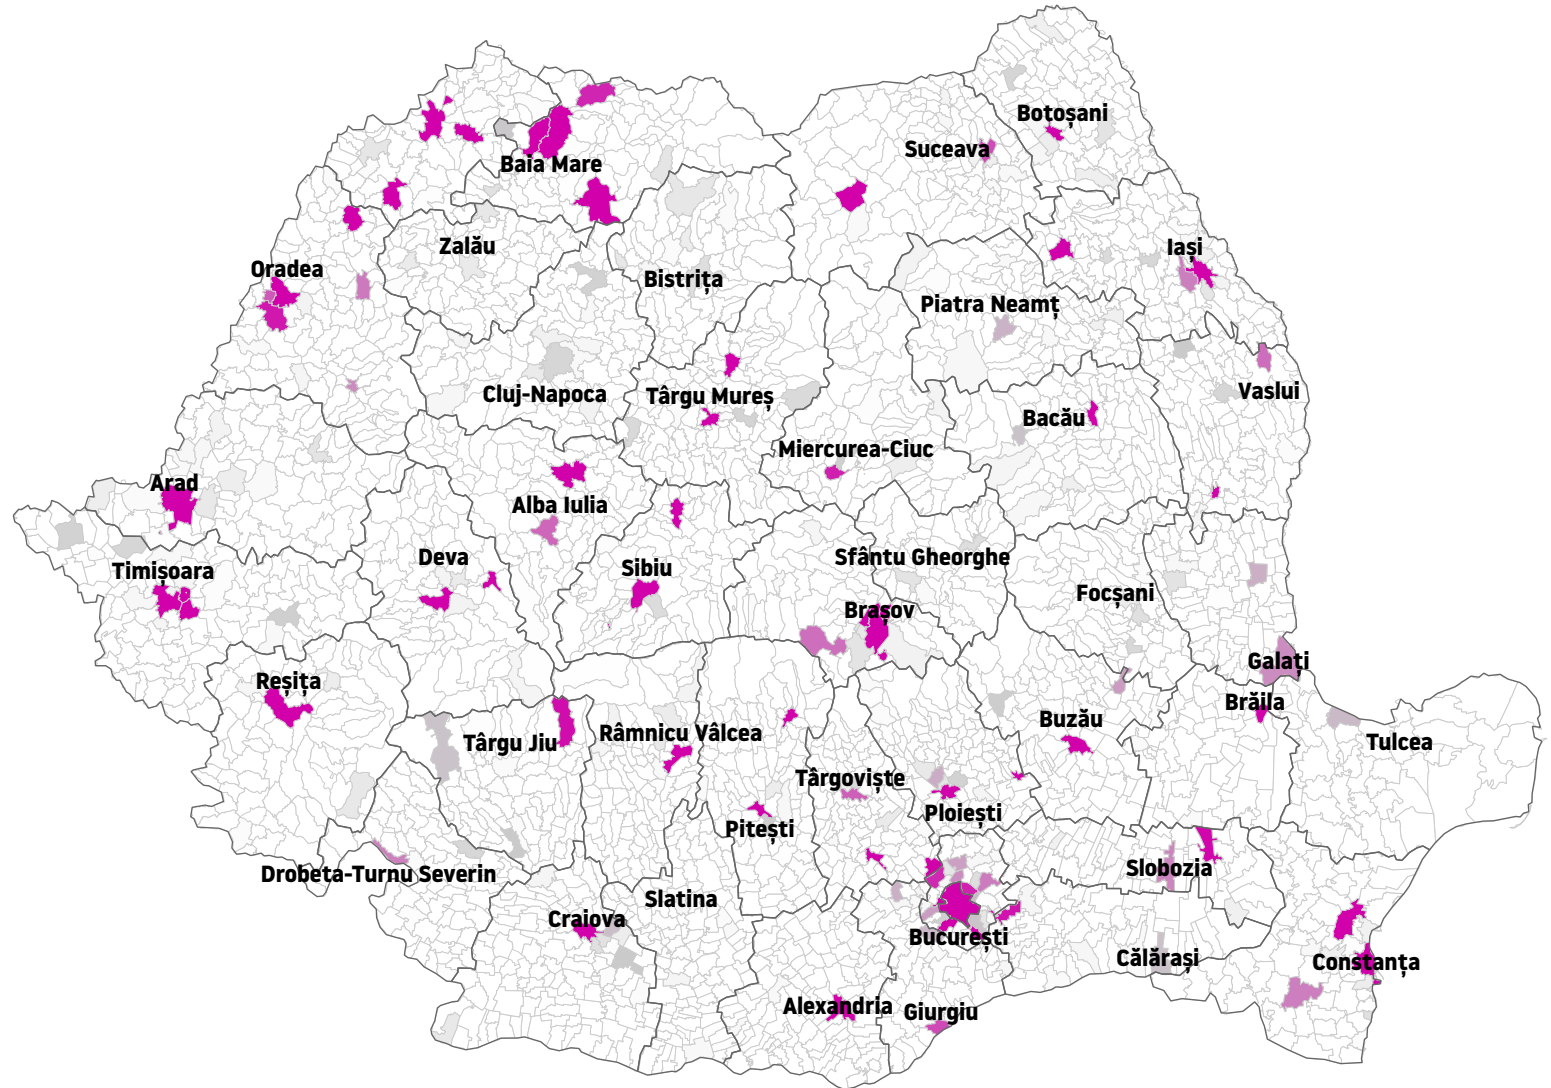 Botoșani
Suceava
Baia Mare
Zalău
Iași
Oradea
Bistrița
Piatra Neamț
Cluj-Napoca
Târgu Mureș
Vaslui
Bacău
Miercurea-Ciuc
Arad
Alba Iulia
Deva
Sfântu Gheorghe
Timișoara
Sibiu
Focșani
Brașov
Galați
Reșița
Brăila
Buzău
Râmnicu Vâlcea
Târgu Jiu
Tulcea
Târgoviște
Ploiești
Pitești
Slobozia
Drobeta-Turnu Severin
Slatina
Craiova
București
Călărași
Constanța
Alexandria
Giurgiu